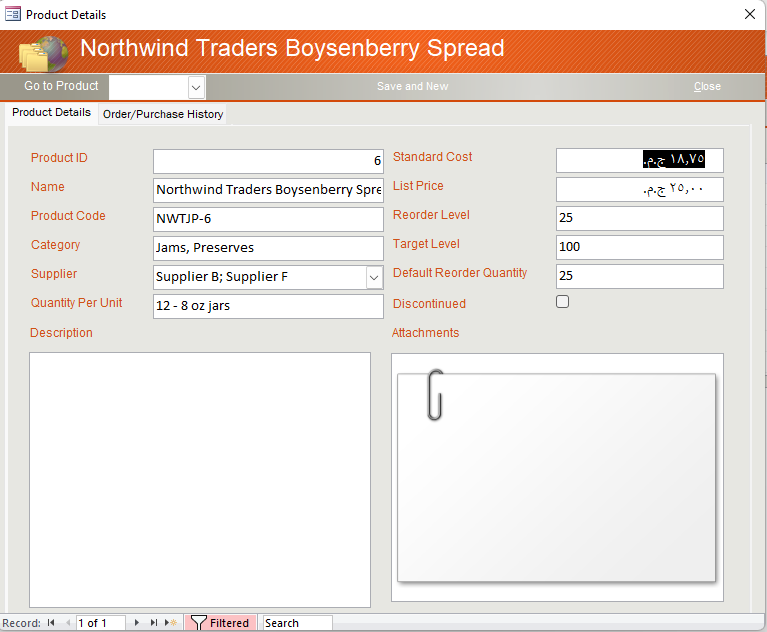 Product Details
Northwind Traders Boysenberry Spread
Go to Product
Save and New
Close
Product Details
Order/Purchase History
Product ID
6
Standard Cost
١٨,٧٥ ج.م.
Name
Northwind Traders Boysenberry Spre
List Price
٢٥,٠٠ ج.م.
Product Code
NWTJP-6
Reorder Level
25
Category
Jams, Preserves
Target Level
100
Supplier
Supplier B; Supplier F
Default Reorder Quantity
25
Quantity Per Unit
12 - 8 oz jars
Discontinued
Description
Attachments
Record:
1 of 1
Filtered
Search